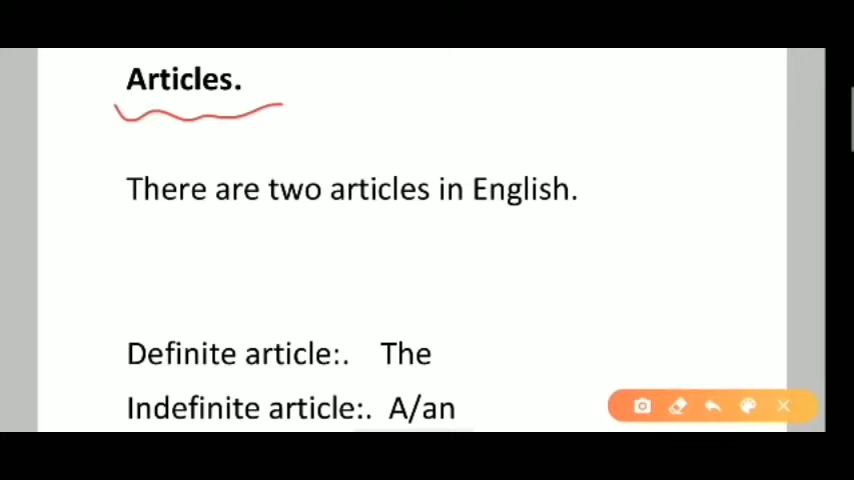 Articles.
There are two articles in English.
Definite article:. The
Indefinite article:. A/an